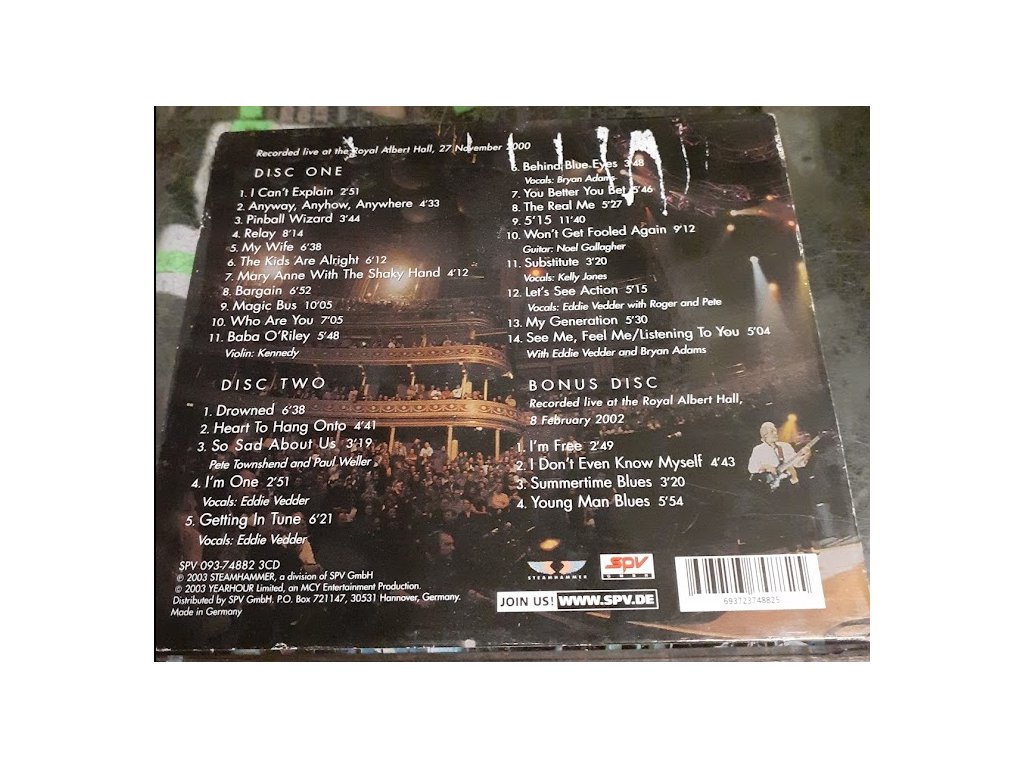 Recorded live at the Royal Albert Hall, 27 November 2000
DISC ONE
1. I Can't Explain 2'51
2. Anyway, Anyhow, Anywhere 4'33
3. Pinball Wizard 3'44
4. Relay 8'14
5. My Wife 6'38
6. The Kids Are Alright 6'12
7. Mary Anne With The Shaky Hand 4'12
8. Bargain 6'52
9. Magic Bus 10'05
10. Who Are You 7'05
11. Baba O'Riley 5'48
Violin: Kennedy
DISC TWO
1. Drowned 6'38
2. Heart To Hang Onto 4'41
3. So Sad About Us 3'19
Pete Townshend and Paul Weller
4. I'm One 2'51
Vocals: Eddie Vedder
5. Getting In Tune 6'21
Vocals: Eddie Vedder
6. Behind Blue Eyes 3'48
Vocals: Bryan Adams
7. You Better You Bet 5'46
8. The Real Me 5'27
9. 5'15 11'40
10. Won't Get Fooled Again 9'12
Guitar: Noel Gallagher
11. Substitute 3'20
Vocals: Kelly Jones
12. Let's See Action 5'15
Vocals: Eddie Vedder with Roger and Pete
13. My Generation 5'30
14. See Me, Feel Me/Listening To You 5'04
With Eddie Vedder and Bryan Adams
BONUS DISC
Recorded live at the Royal Albert Hall,
8 February 2002
1. I'm Free 2'49
2. I Don't Even Know Myself 4'43
3. Summertime Blues 3'20
4. Young Man Blues 5'54
SPV 093-74882 3CD
℗ 2003 STEAMHAMMER, a division of SPV GmbH
© 2003 YEARHOUR Limited, an MCY Entertainment Production.
Distributed by SPV GmbH, P.O. Box 721147, 30531 Hannover, Germany.
Made in Germany
STEAMHAMMER
SPV
JOIN US! WWW.SPV.DE
693723748825